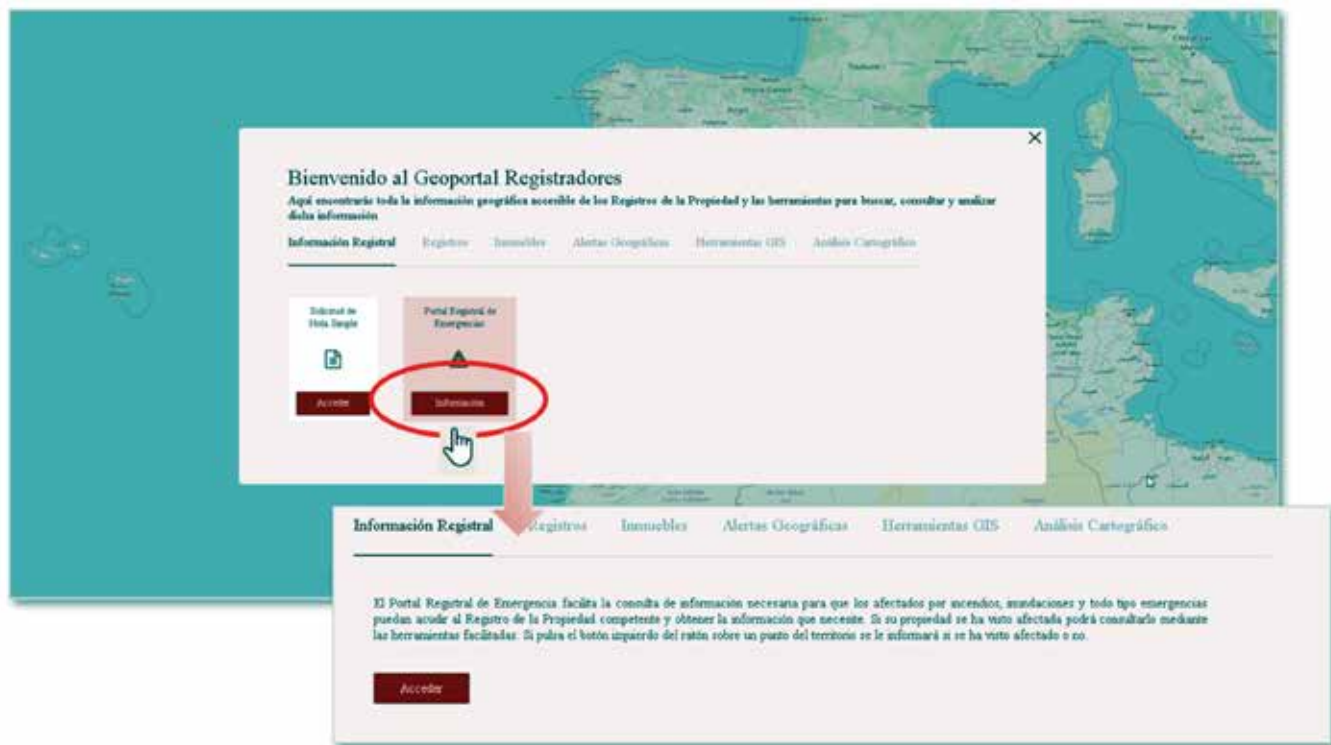 Bienvenido al Geoportal Registradores
Aquí encontrarás toda la información geográfica accesible de los Registros de la Propiedad y las herramientas para buscar, consultar y analizar
dicha información
Información Registral Registros Inmuebles Alertas Geográficas Herramientas GIS Análisis Cartográfico
Solicitud de
Nota Simple
Portal Registral de
Emergencias
Acceder Información
Información Registral Registros Inmuebles Alertas Geográficas Herramientas GIS Análisis Cartográfico
El Portal Registral de Emergencia facilita la consulta de información necesaria para que los afectados por incendios, inundaciones y todo tipo emergencias
puedan acudir al Registro de la Propiedad competente y obtener la información que necesite. Si su propiedad se ha visto afectada podrá consultarlo mediante
las herramientas facilitadas. Si pulsa el botón izquierdo del ratón sobre un punto del territorio se le informará si se ha visto afectado o no.
Acceder